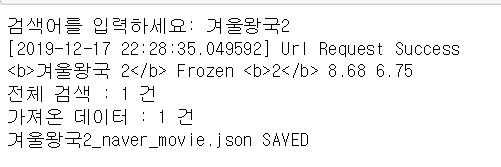 검색어를 입력하세요: 겨울왕국2
[2019-12-17 22:28:35.049592] Url Request Success
<b>겨울왕국 2</b> Frozen <b>2</b> 8.68 6.75
전체 검색 : 1 건
가져온 데이터 : 1 건
겨울왕국2_naver_movie.json SAVED